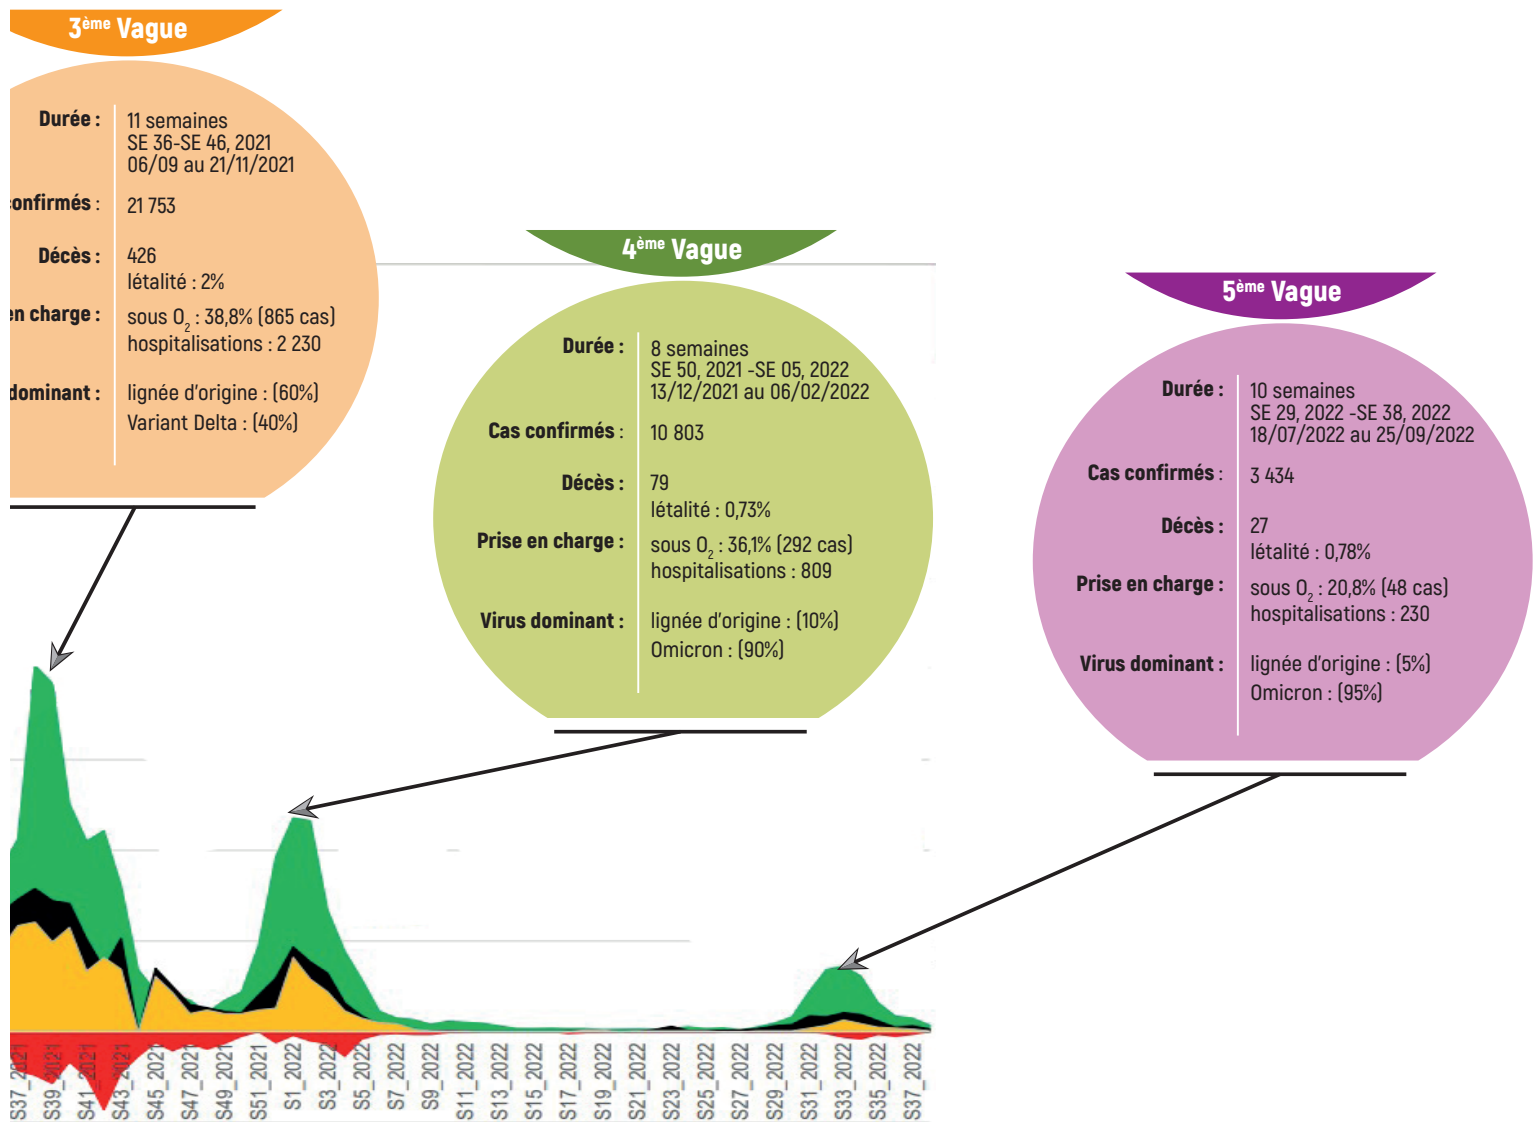 3ème Vague
Durée : 11 semaines
SE 36-SE 46, 2021
06/09 au 21/11/2021
onfirmés : 21 753
Décès : 426
létalité : 2%
en charge : sous O2 : 38,8% (865 cas)
hospitalisations : 2 230
dominant : lignée d'origine : (60%)
Variant Delta : (40%)
4ème Vague
Durée : 8 semaines
SE 50, 2021 -SE 05, 2022
13/12/2021 au 06/02/2022
Cas confirmés : 10 803
Décès : 79
létalité : 0,73%
Prise en charge : sous O2 : 36,1% (292 cas)
hospitalisations : 809
Virus dominant : lignée d'origine : (10%)
Omicron : (90%)
5ème Vague
Durée : 10 semaines
SE 29, 2022 -SE 38, 2022
18/07/2022 au 25/09/2022
Cas confirmés : 3 434
Décès : 27
létalité : 0,78%
Prise en charge : sous O2 : 20,8% (48 cas)
hospitalisations : 230
Virus dominant : lignée d'origine : (5%)
Omicron : (95%)
S37_2021
S39_2021
S41_2021
S43_2021
S45_2021
S47_2021
S49_2021
S51_2021
S1_2022
S3_2022
S5_2022
S7_2022
S9_2022
S11_2022
S13_2022
S15_2022
S17_2022
S19_2022
S21_2022
S23_2022
S25_2022
S27_2022
S29_2022
S31_2022
S33_2022
S35_2022
S37_2022